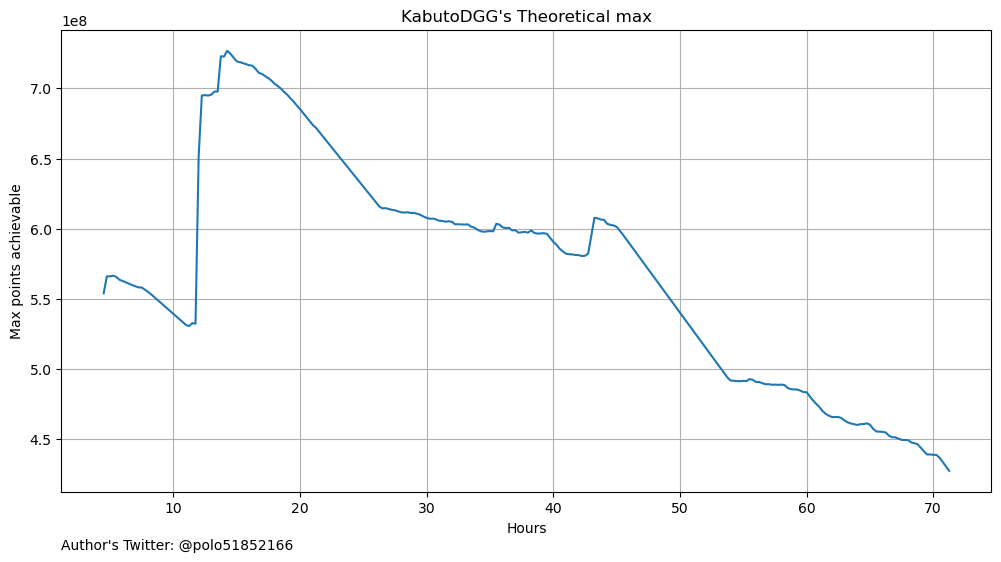 KabutoDGG's Theoretical max
1e8
7.0
6.5
6.0
5.5
5.0
4.5
Max points achievable
10 20 30 40 50 60 70
Hours
Author's Twitter: @polo51852166